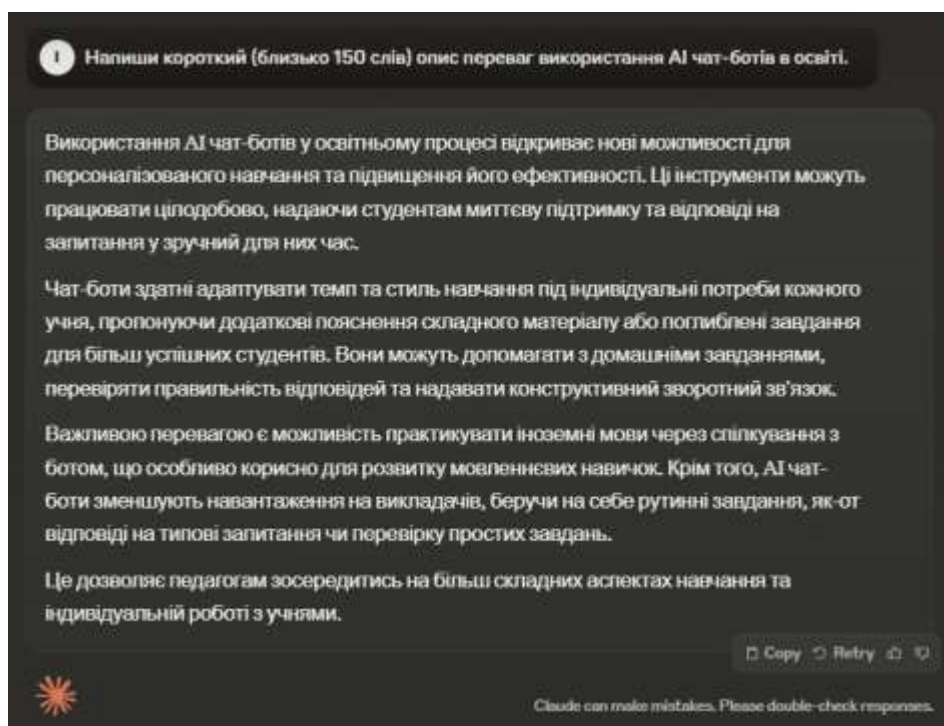 I
Напиши короткий (близько 150 слів) опис переваг використання AI чат-ботів в освіті.
Використання AI чат-ботів у освітньому процесі відкриває нові можливості для
персоналізованого навчання та підвищення його ефективності. Ці інструменти можуть
працювати цілодобово, надаючи студентам миттєву підтримку та відповіді на
запитання у зручний для них час.
Чат-боти здатні адаптувати темп та стиль навчання під індивідуальні потреби кожного
учня, пропонуючи додаткові пояснення складного матеріалу або поглиблені завдання
для більш успішних студентів. Вони можуть допомагати з домашніми завданнями,
перевіряти правильність відповідей та надавати конструктивний зворотний зв'язок.
Важливою перевагою є можливість практикувати іноземні мови через спілкування з
ботом, що особливо корисно для розвитку мовленнєвих навичок. Крім того, AI чат-
боти зменшують навантаження на викладачів, беручи на себе рутинні завдання, як-от
відповіді на типові запитання чи перевірку простих завдань.
Це дозволяє педагогам зосередитись на більш складних аспектах навчання та
індивідуальній роботі з учнями.
Copy Retry
Claude can make mistakes. Please double-check responses.